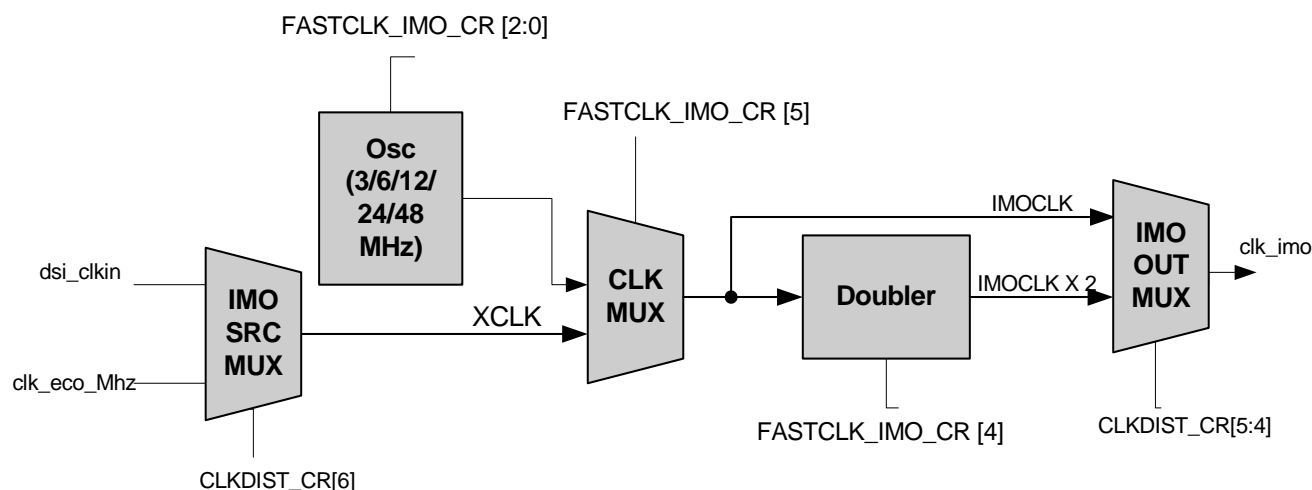 FASTCLK_IMO_CR [2:0]
FASTCLK_IMO_CR [5]
Osc
(3/6/12/
24/48
MHz)
IMOCLK
dsi_clkin
IMO
SRC
MUX
XCLK
CLK
MUX
Doubler
IMOCLK X 2
IMO
OUT
MUX
clk_imo
clk_eco_Mhz
FASTCLK_IMO_CR [4]
CLKDIST_CR[5:4]
CLKDIST_CR[6]